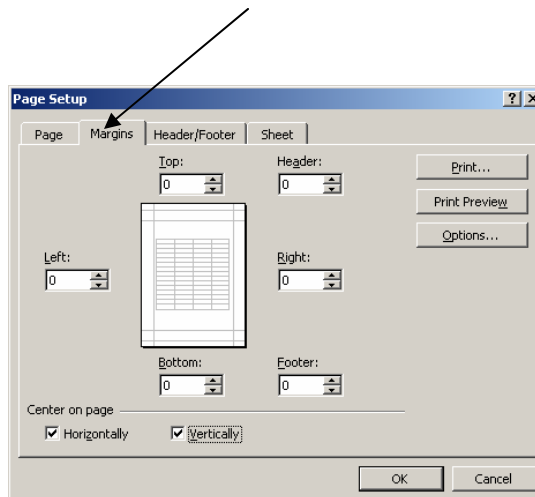 Page Setup
Page Margins Header/Footer Sheet
Top: Header:
0 0
Print...
Print Preview
Options...
Left: Right:
0 0
Bottom: Footer:
0 0
Center on page
Horizontally Vertically
OK Cancel